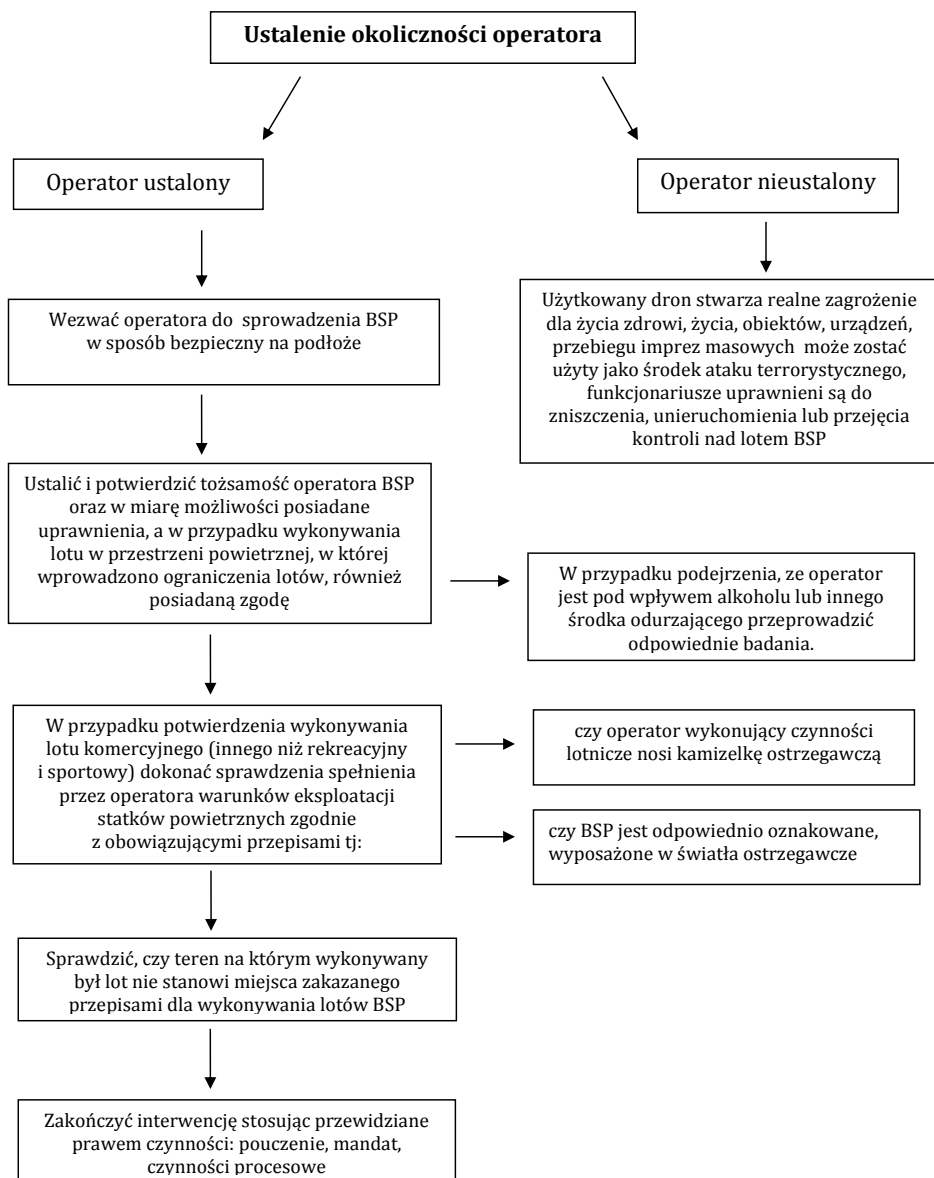 Ustalenie okoliczności operatora
Operator ustalony
Operator nieustalony
Wezwać operatora do sprowadzenia BSP
w sposób bezpieczny na podłoże
Użytkowany dron stwarza realne zagrożenie
dla życia zdrowi, życia, obiektów, urządzeń,
przebiegu imprez masowych może zostać
użyty jako środek ataku terrorystycznego,
funkcjonariusze uprawnieni są do
zniszczenia, unieruchomienia lub przejęcia
kontroli nad lotem BSP
Ustalić i potwierdzić tożsamość operatora BSP
oraz w miarę możliwości posiadane
uprawnienia, a w przypadku wykonywania
lotu w przestrzeni powietrznej, w której
wprowadzono ograniczenia lotów, również
posiadaną zgodę
W przypadku podejrzenia, ze operator
jest pod wpływem alkoholu lub innego
środka odurzającego przeprowadzić
odpowiednie badania.
W przypadku potwierdzenia wykonywania
lotu komercyjnego (innego niż rekreacyjny
i sportowy) dokonać sprawdzenia spełnienia
przez operatora warunków eksploatacji
statków powietrznych zgodnie
z obowiązującymi przepisami tj:
czy operator wykonujący czynności
lotnicze nosi kamizelkę ostrzegawczą
czy BSP jest odpowiednio oznakowane,
wyposażone w światła ostrzegawcze
Sprawdzić, czy teren na którym wykonywany
był lot nie stanowi miejsca zakazanego
przepisami dla wykonywania lotów BSP
Zakończyć interwencję stosując przewidziane
prawem czynności: pouczenie, mandat,
czynności procesowe